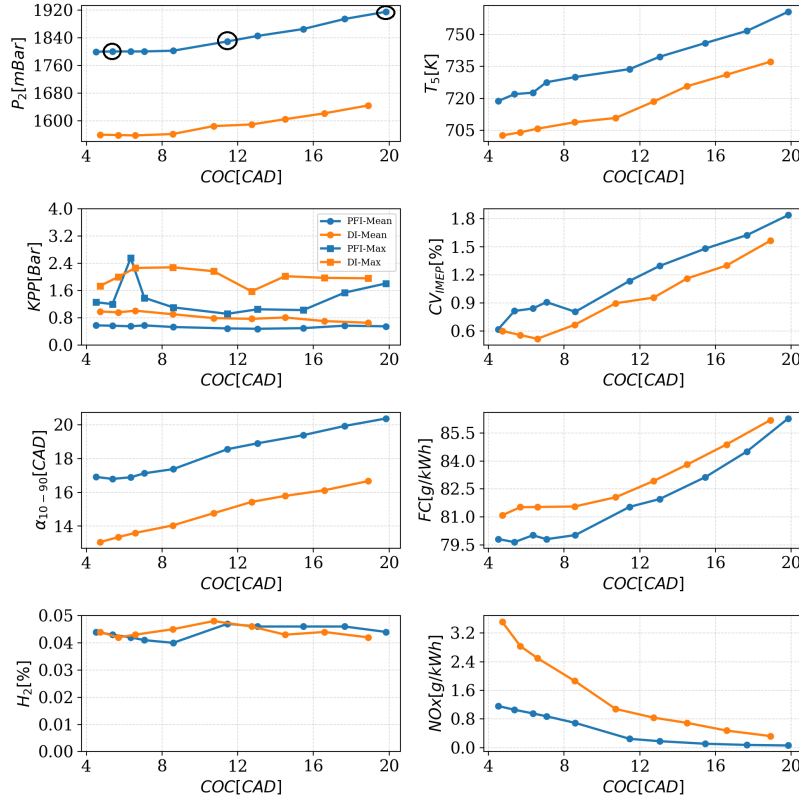 1920
1840
1760
1680
1600
P₂[mBar]
4 8 12 16 20
COC[CAD]
750
735
720
705
T₅[K]
4 8 12 16 20
COC[CAD]
4.0
3.2
2.4
1.6
0.8
0.0
KPP[Bar]
PFI-Mean
DI-Mean
PFI-Max
DI-Max
4 8 12 16 20
COC[CAD]
1.8
1.5
1.2
0.9
0.6
CV_IMEP[%]
4 8 12 16 20
COC[CAD]
20
18
16
14
α₁₀₋₉₀[CAD]
4 8 12 16 20
COC[CAD]
85.5
84.0
82.5
81.0
79.5
FC[g/kWh]
4 8 12 16 20
COC[CAD]
0.05
0.04
0.03
0.02
0.01
0.00
H₂[%]
4 8 12 16 20
COC[CAD]
3.2
2.4
1.6
0.8
0.0
NOx[g/kWh]
4 8 12 16 20
COC[CAD]